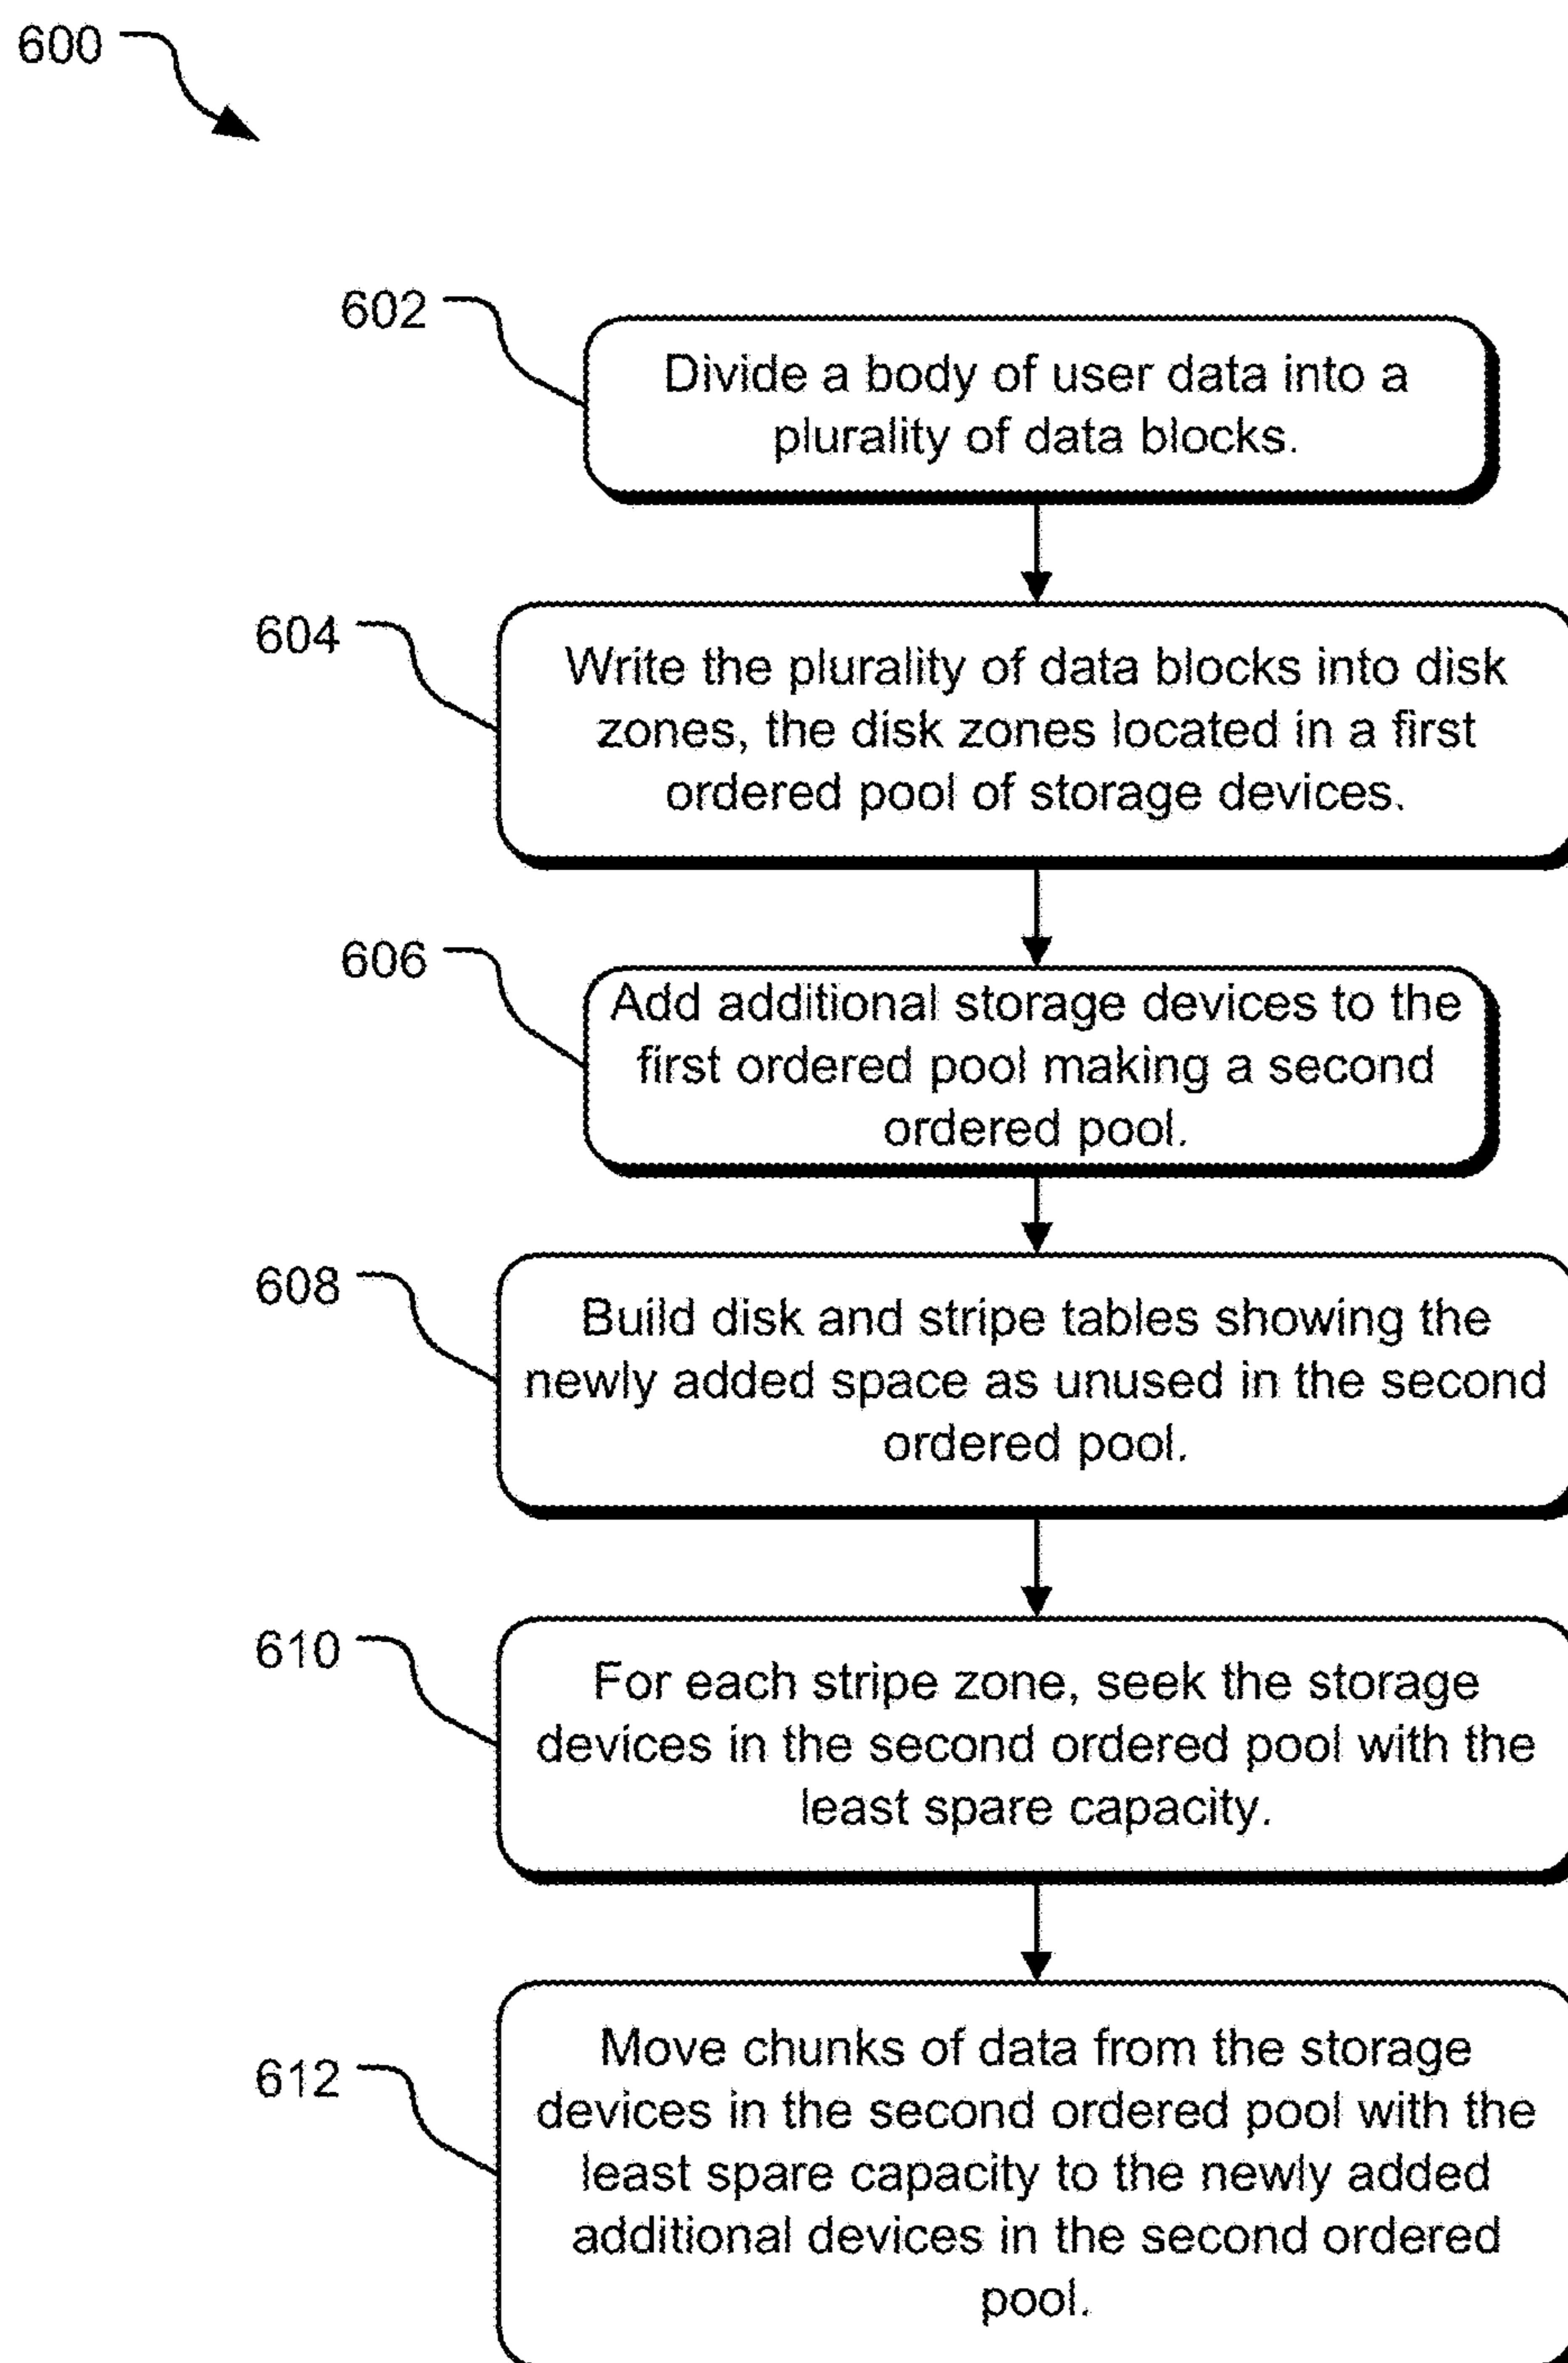 600
602
Divide a body of user data into a
plurality of data blocks.
604
Write the plurality of data blocks into disk
zones, the disk zones located in a first
ordered pool of storage devices.
606
Add additional storage devices to the
first ordered pool making a second
ordered pool.
608
Build disk and stripe tables showing the
newly added space as unused in the second
ordered pool.
610
For each stripe zone, seek the storage
devices in the second ordered pool with the
least spare capacity.
612
Move chunks of data from the storage
devices in the second ordered pool with the
least spare capacity to the newly added
additional devices in the second ordered
pool.